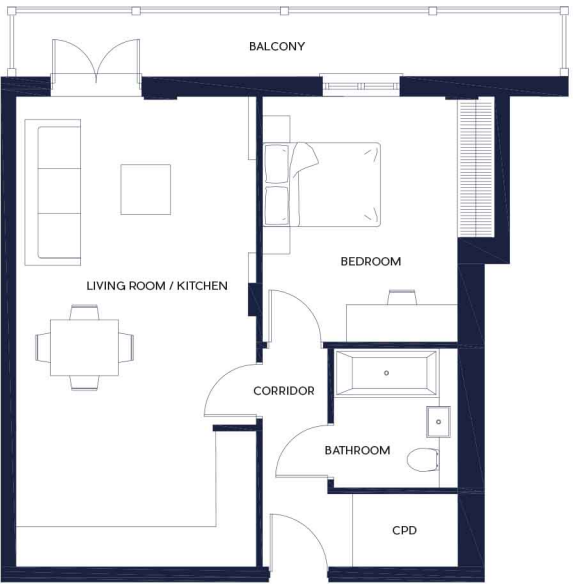 BALCONY
BEDROOM
LIVING ROOM / KITCHEN
CORRIDOR
BATHROOM
CPD